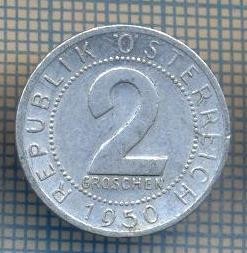 REPUBLIK ÖSTERREICH
2
GROSCHEN
1950